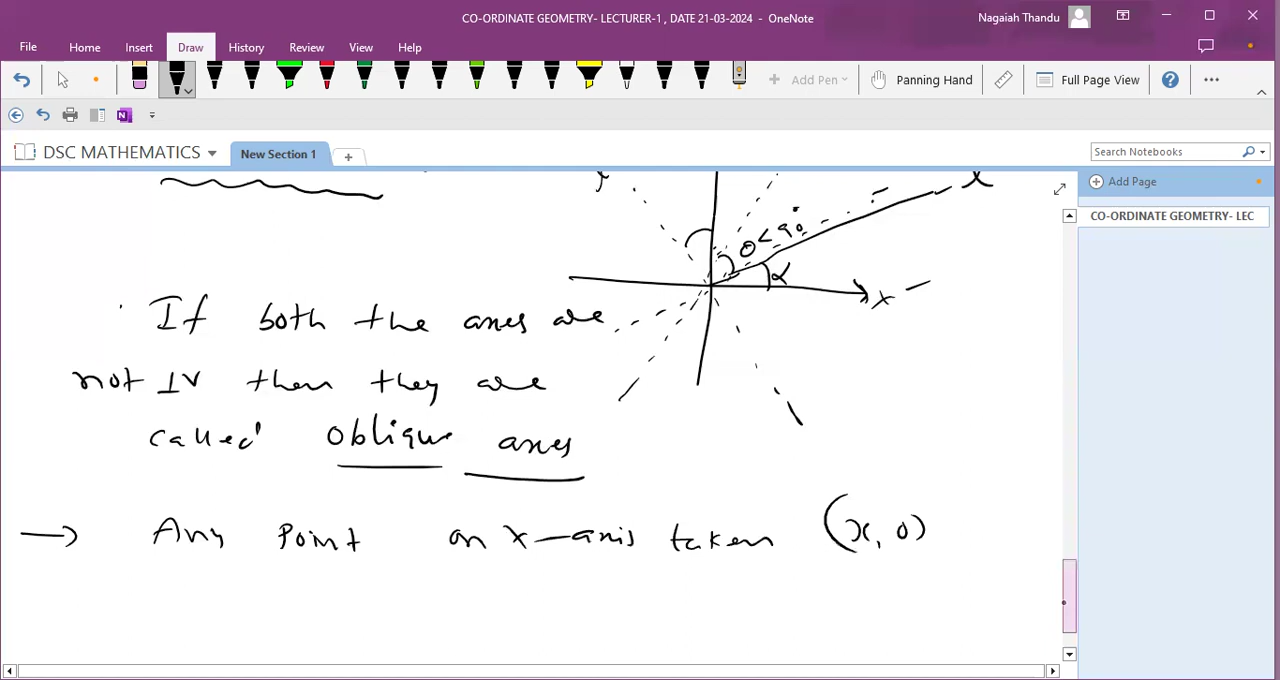 CO-ORDINATE GEOMETRY- LECTURER-1 , DATE 21-03-2024 - OneNote
Nagaiah Thandu
File Home Insert Draw History Review View Help
Add Pen
Panning Hand
Full Page View
DSC MATHEMATICS
New Section 1
Search Notebooks
Add Page
CO-ORDINATE GEOMETRY- LEC
θ < 90°
α
x
If both the axes are
not ⊥r then they are
called oblique axes
→ Any Point on x-axis taken (x, 0)